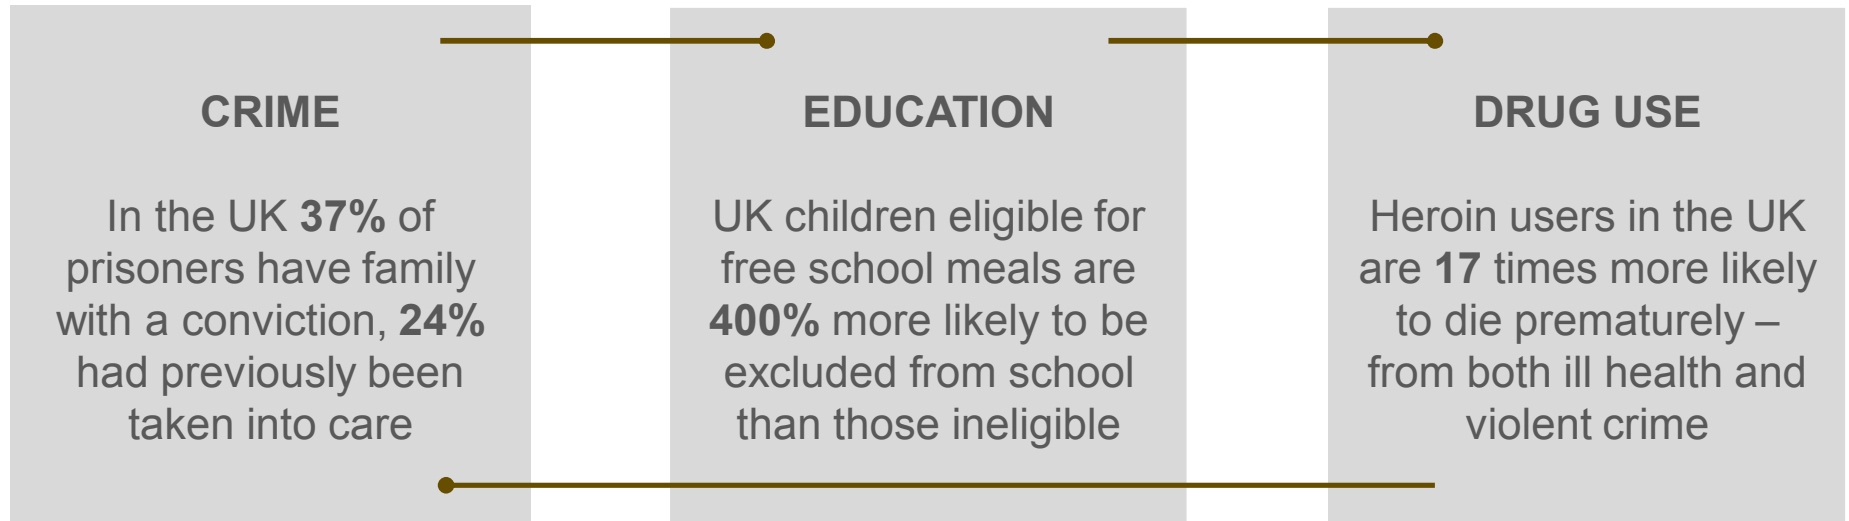 CRIME
In the UK 37% of
prisoners have family
with a conviction, 24%
had previously been
taken into care
EDUCATION
UK children eligible for
free school meals are
400% more likely to be
excluded from school
than those ineligible
DRUG USE
Heroin users in the UK
are 17 times more likely
to die prematurely –
from both ill health and
violent crime